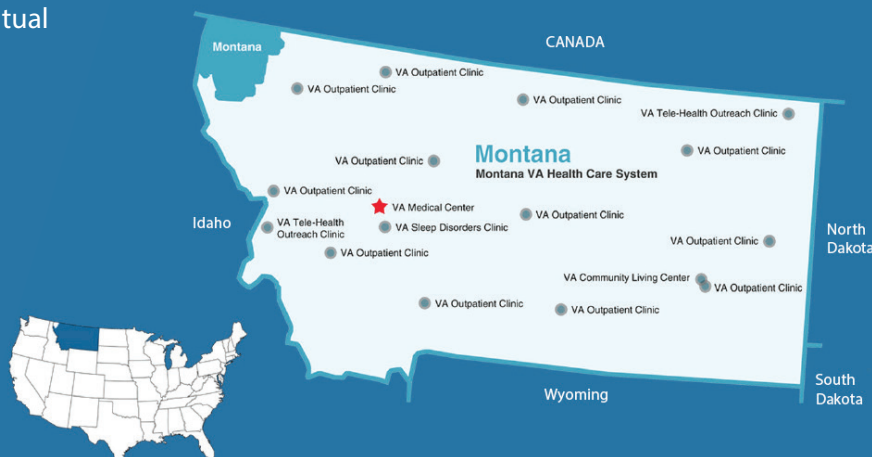 tual
Montana
CANADA
VA Outpatient Clinic
VA Outpatient Clinic
VA Outpatient Clinic
VA Tele-Health Outreach Clinic
VA Outpatient Clinic
Montana
Montana VA Health Care System
VA Outpatient Clinic
VA Outpatient Clinic
VA Medical Center
VA Outpatient Clinic
Idaho
VA Tele-Health
Outreach Clinic
VA Sleep Disorders Clinic
North
Dakota
VA Outpatient Clinic
VA Outpatient Clinic
VA Community Living Center
VA Outpatient Clinic
VA Outpatient Clinic
VA Outpatient Clinic
Wyoming
South
Dakota